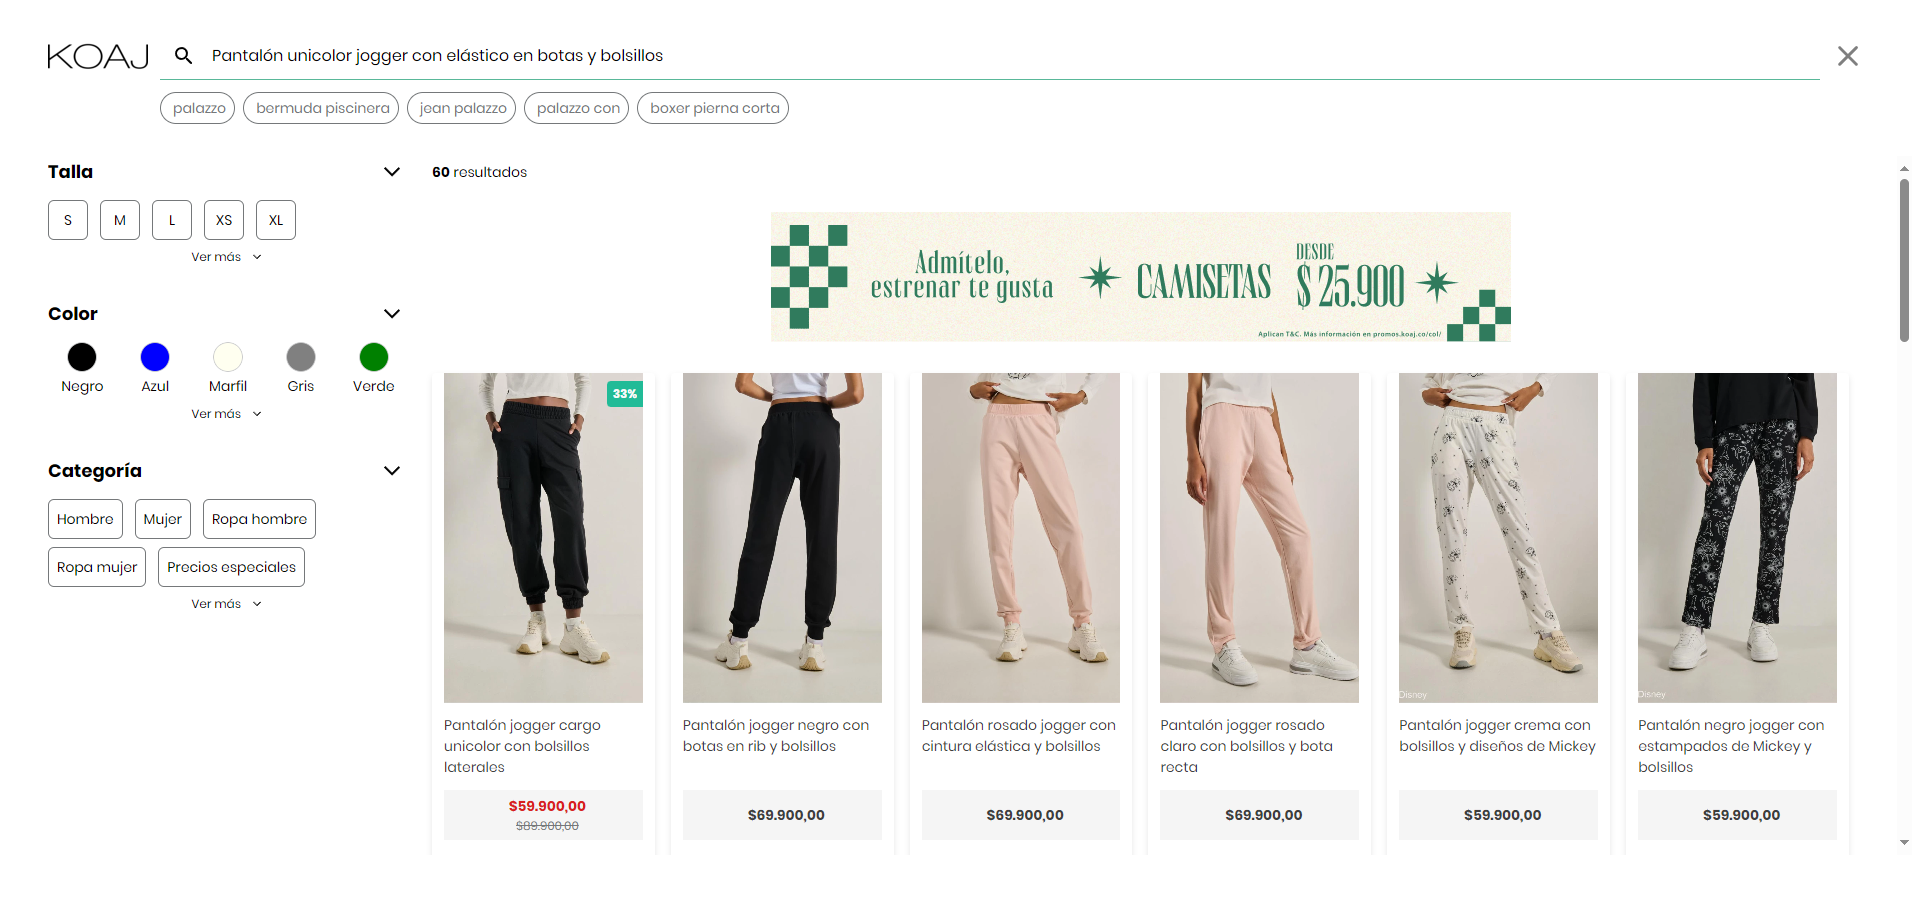 KOAJ
Pantalón unicolor jogger con elástico en botas y bolsillos
palazzo
bermuda piscinera
jean palazzo
palazzo con
boxer pierna corta
Talla
S
M
L
XS
XL
Ver más
Color
Negro
Azul
Marfil
Gris
Verde
Ver más
Categoría
Hombre
Mujer
Ropa hombre
Ropa mujer
Precios especiales
Ver más
60 resultados
Admítelo,
estrenar te gusta
CAMISETAS
DESDE
$ 25.900
Aplican T&C. Más información en promos.koaj.co/col/
33%
Pantalón jogger cargo
unicolor con bolsillos
laterales
$59.900,00
$89.900,00
Pantalón jogger negro con
botas en rib y bolsillos
$69.900,00
Pantalón rosado jogger con
cintura elástica y bolsillos
$69.900,00
Pantalón jogger rosado
claro con bolsillos y bota
recta
$69.900,00
Disney
Pantalón jogger crema con
bolsillos y diseños de Mickey
$59.900,00
Disney
Pantalón negro jogger con
estampados de Mickey y
bolsillos
$59.900,00